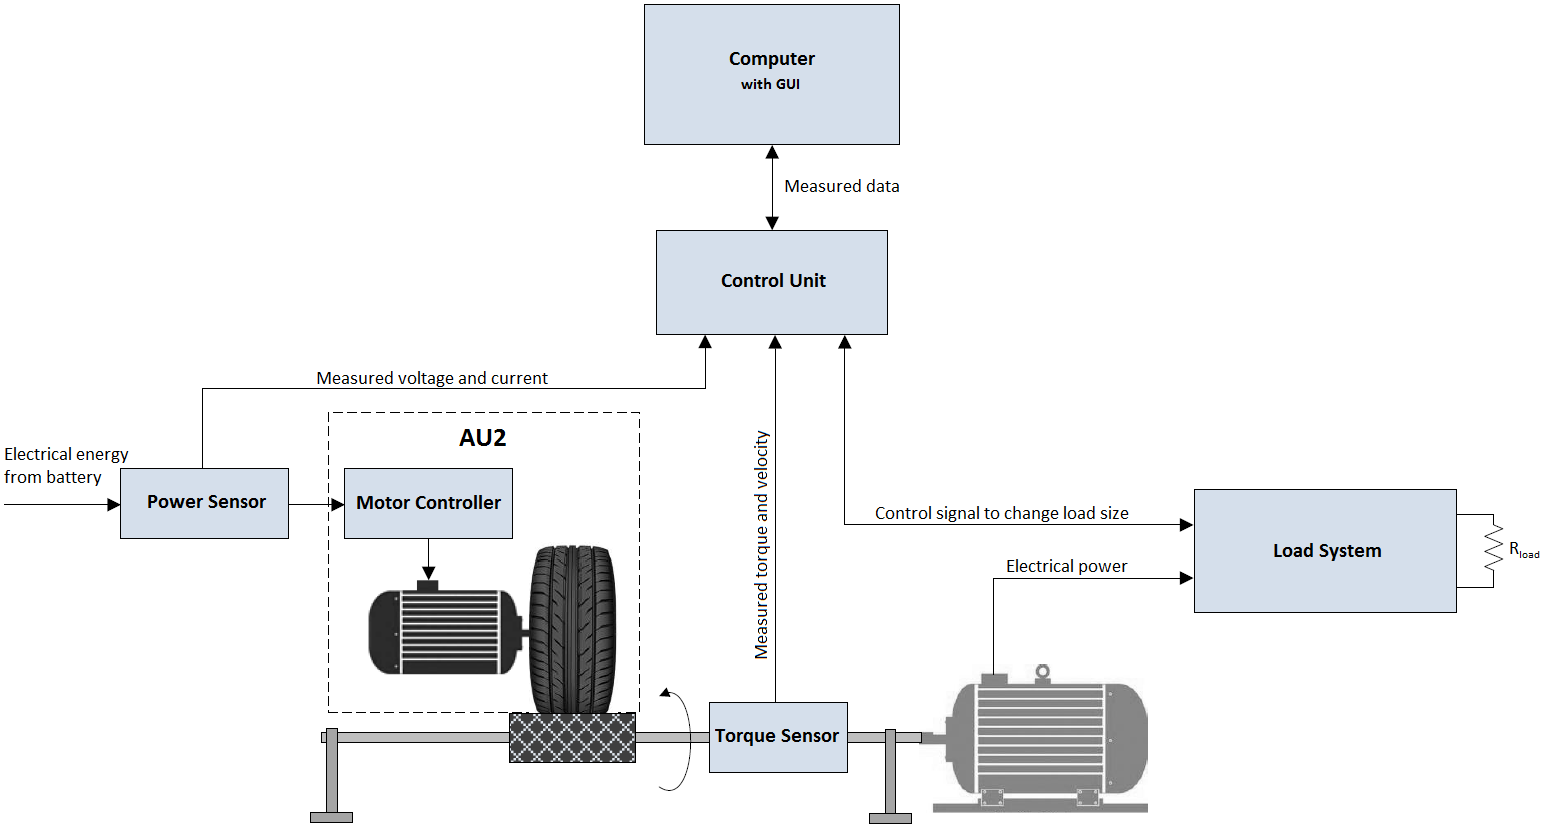 Computer
with GUI
Measured data
Control Unit
Measured voltage and current
AU2
Electrical energy
from battery
Power Sensor
Motor Controller
Measured torque and velocity
Control signal to change load size
Electrical power
Load System
Rload
Torque Sensor